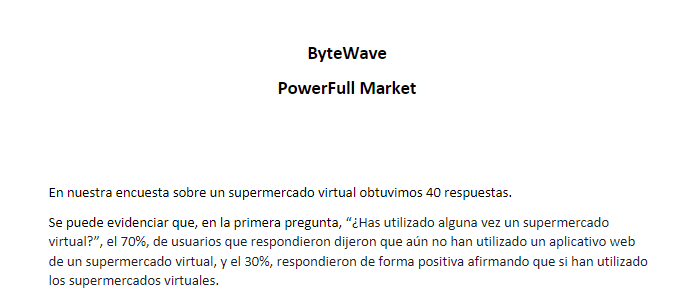 ByteWave
PowerFull Market
En nuestra encuesta sobre un supermercado virtual obtuvimos 40 respuestas.
Se puede evidenciar que, en la primera pregunta, “¿Has utilizado alguna vez un supermercado
virtual?”, el 70%, de usuarios que respondieron dijeron que aún no han utilizado un aplicativo web
de un supermercado virtual, y el 30%, respondieron de forma positiva afirmando que si han utilizado
los supermercados virtuales.